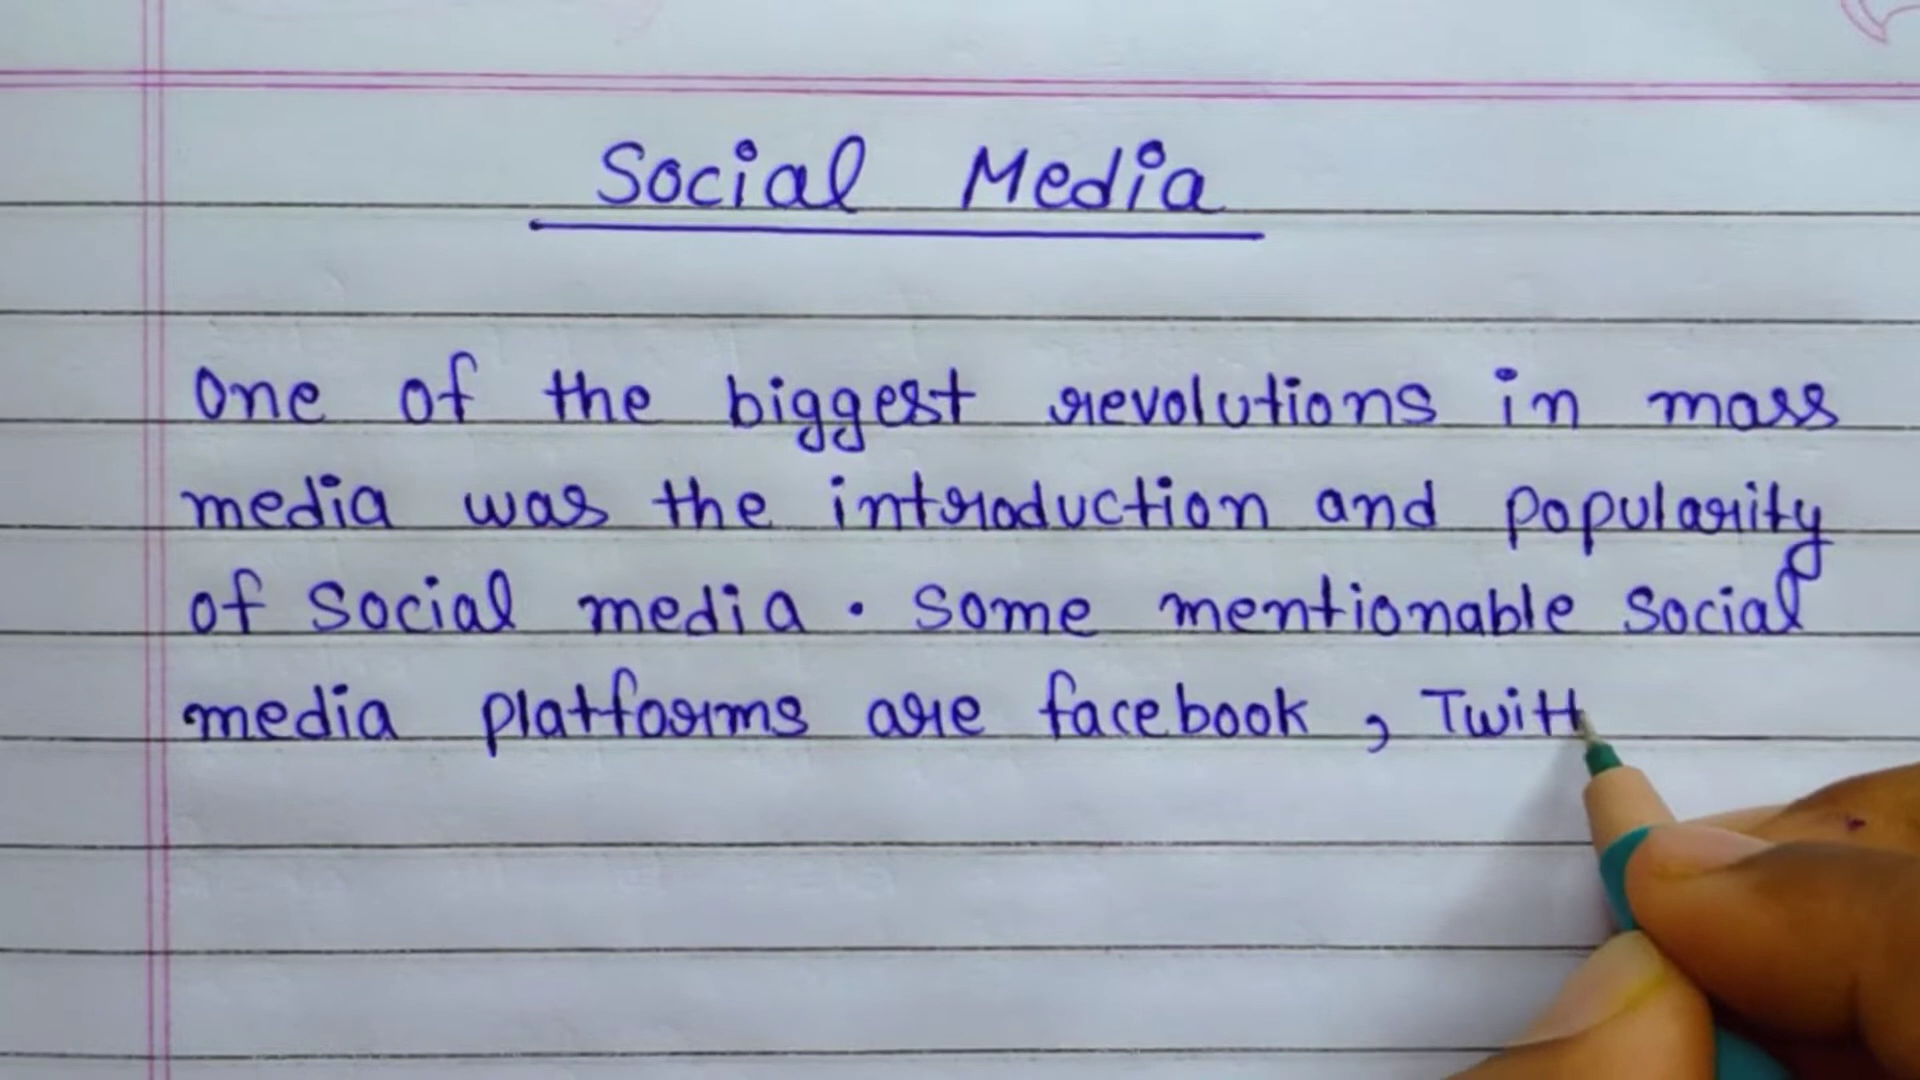 Social Media
One of the biggest revolutions in mass
media was the introduction and popularity
of social media. Some mentionable social
media platforms are facebook, Twitt